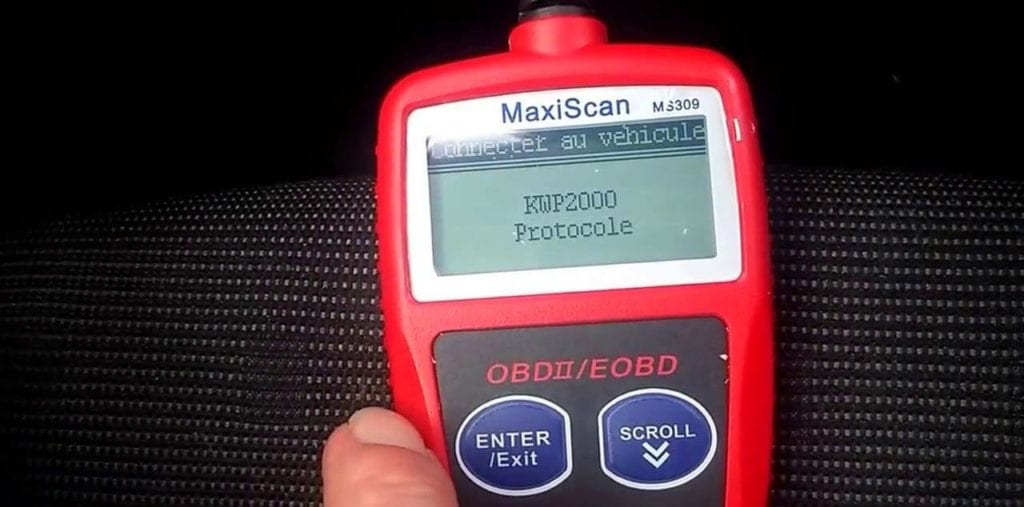 MaxiScan MS309
Connecter au vehicule
KWP2000
Protocole
OBDII/EOBD
ENTER
/Exit
SCROLL